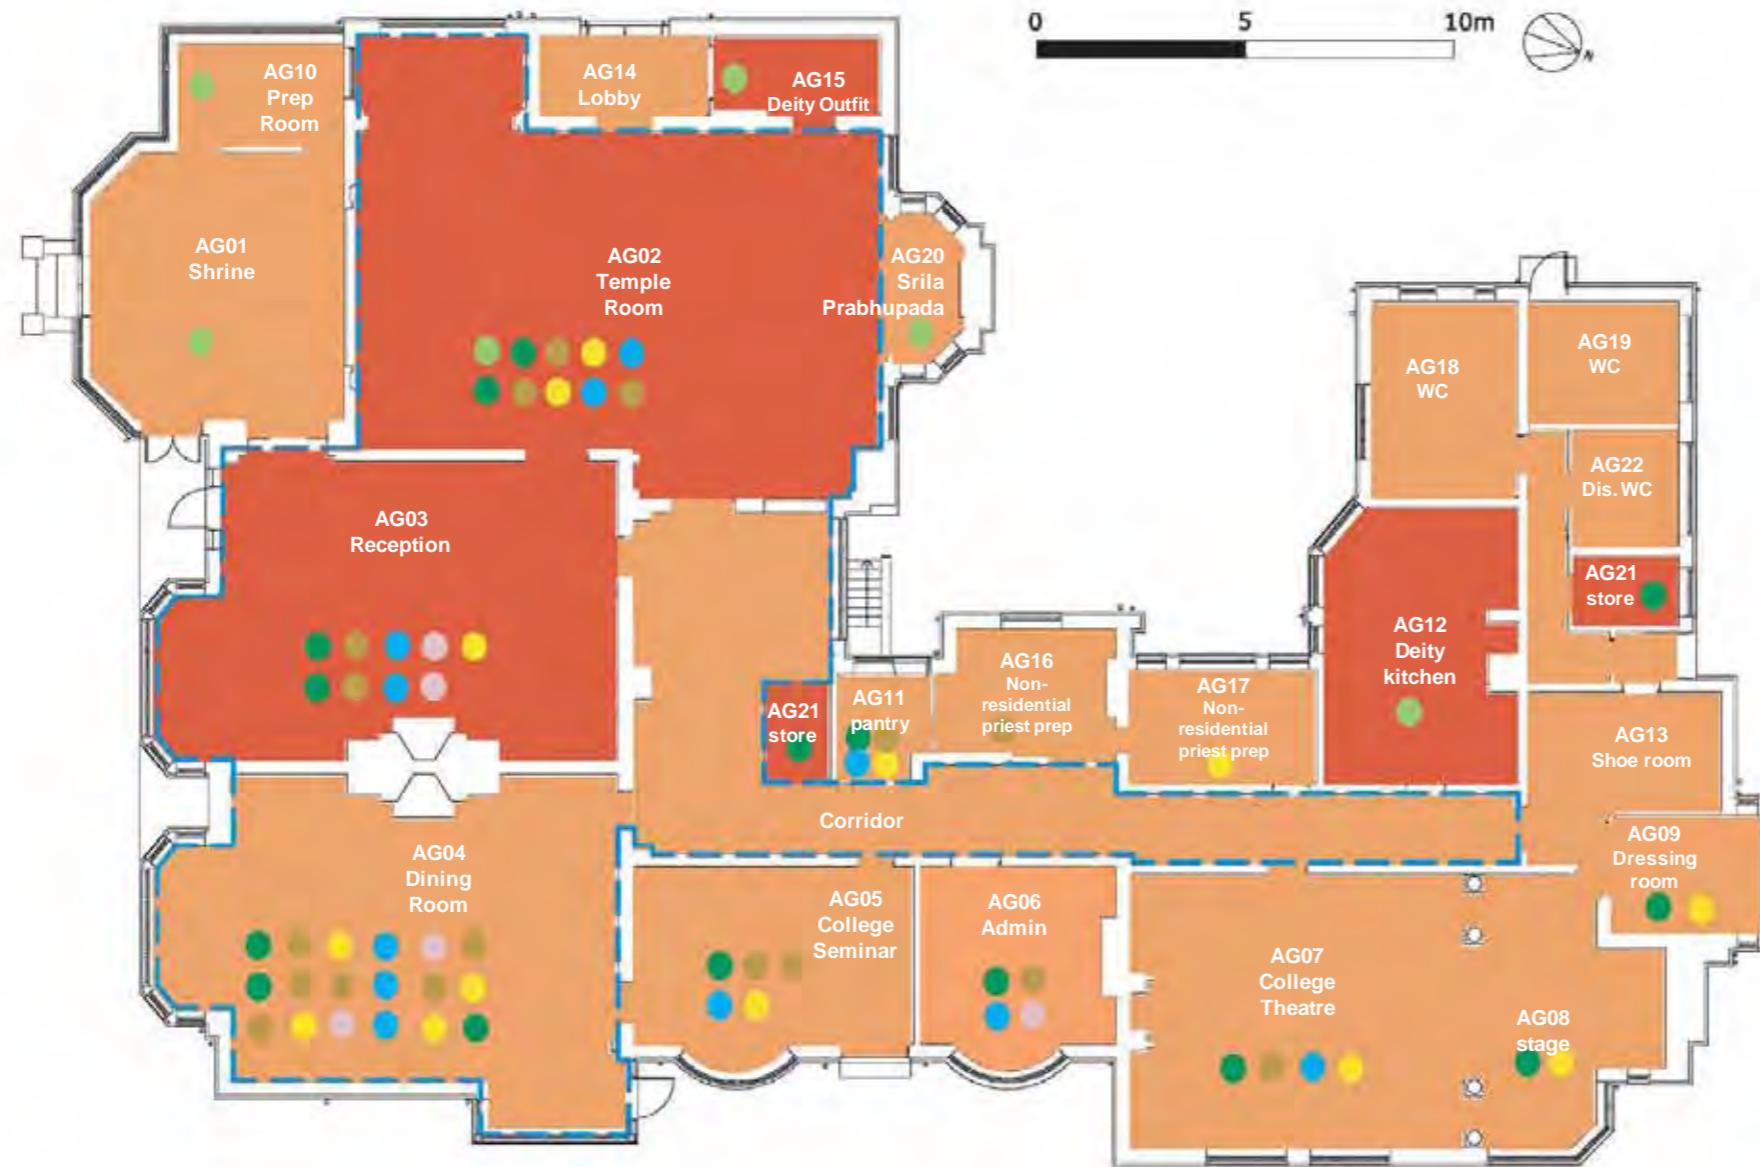 0 5 10m
N
AG10
Prep
Room
AG14
Lobby
AG15
Deity Outfit
AG01
Shrine
AG02
Temple
Room
AG20
Srila
Prabhupada
AG18
WC
AG19
WC
AG22
Dis. WC
AG03
Reception
AG21
store
AG12
Deity
kitchen
AG16
Non-
residential
priest prep
AG17
Non-
residential
priest prep
AG11
pantry
AG21
store
AG13
Shoe room
Corridor
AG09
Dressing
room
AG04
Dining
Room
AG05
College
Seminar
AG06
Admin
AG07
College
Theatre
AG08
stage